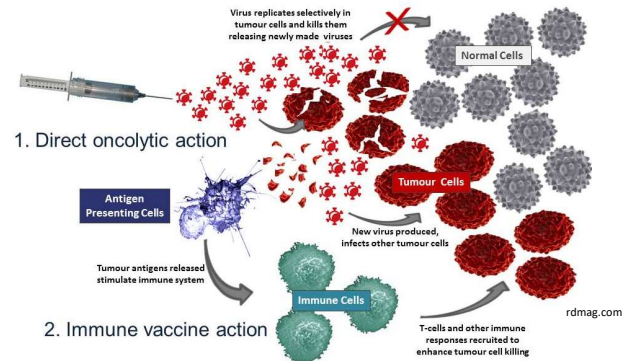 Virus replicates selectively in
tumour cells and kills them
releasing newly made viruses
Normal Cells
1. Direct oncolytic action
Antigen
Presenting Cells
Tumour Cells
New virus produced,
infects other tumour cells
Tumour antigens released
stimulate immune system
Immune Cells
rdmag.com
2. Immune vaccine action
T-cells and other immune
responses recruited to
enhance tumour cell killing